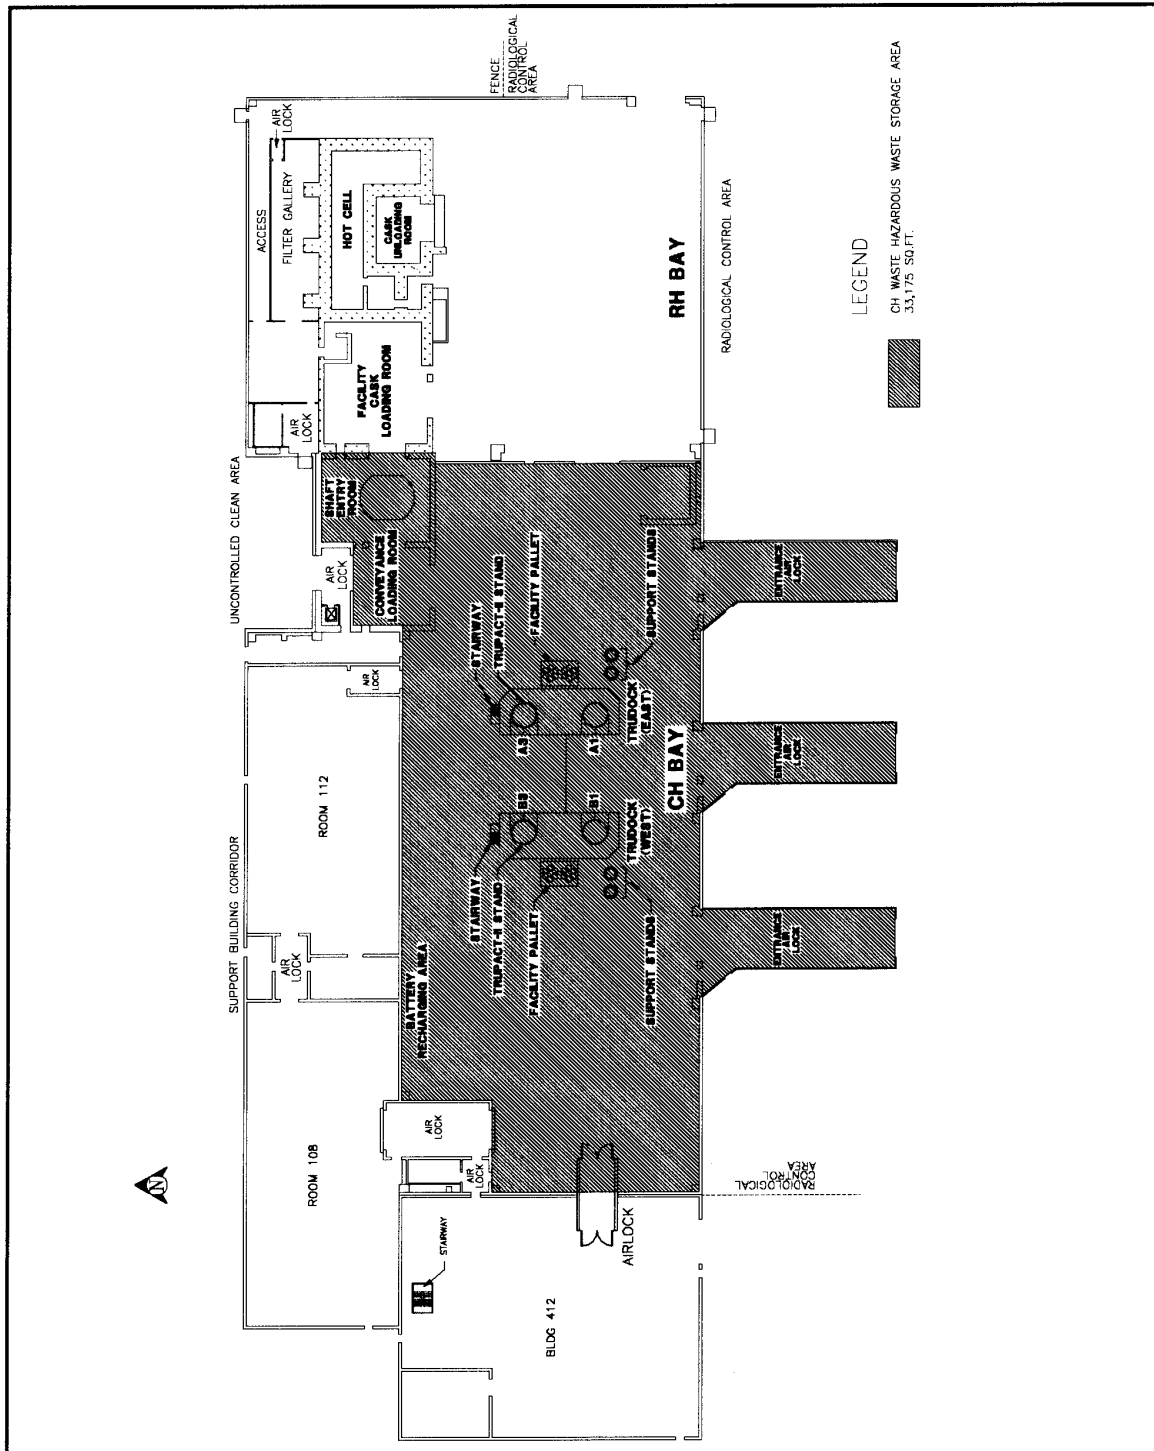 FENCE
RADIOLOGICAL
CONTROL
AREA
AIR
LOCK
ACCESS
FILTER GALLERY
HOT CELL
CASK
UNLOADING
ROOM
RH BAY
RADIOLOGICAL CONTROL AREA
LEGEND
CH WASTE HAZARDOUS WASTE STORAGE AREA
33,175 SQ.FT.
FACILITY
CASK
LOADING ROOM
AIR
LOCK
UNCONTROLLED CLEAN AREA
SHAFT
ENTRY
ROOM
AIR
LOCK
CONVEYANCE
LOADING ROOM
STAIRWAY
TRUPACT-II STAND
FACILITY PALLET
SUPPORT STANDS
ENTRANCE
AIR
LOCK
AIR
LOCK
A3
A1
TRUDOCK
(EAST)
CH BAY
ENTRANCE
AIR
LOCK
ROOM 112
B3
B1
TRUDOCK
(WEST)
SUPPORT BUILDING CORRIDOR
AIR
LOCK
STAIRWAY
TRUPACT-II STAND
FACILITY PALLET
SUPPORT STANDS
ENTRANCE
AIR
LOCK
BATTERY
RECHARGING AREA
ROOM 108
AIR
LOCK
AIR
LOCK
RADIOLOGICAL
CONTROL
AREA
N
STAIRWAY
AIRLOCK
BLDG 412